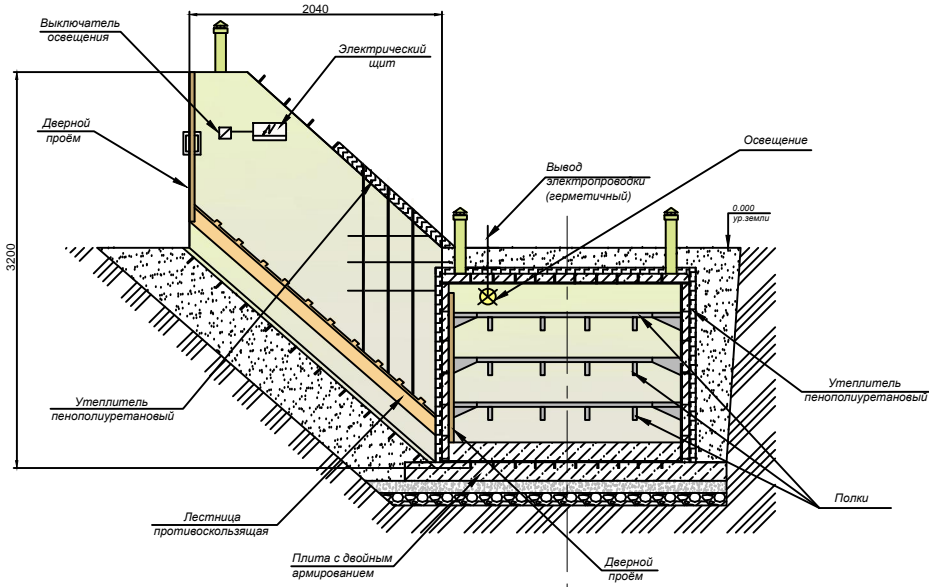 2040
Выключатель
освещения
Электрический
щит
Дверной
проём
Освещение
Вывод
электропроводки
(герметичный)
0.000
ур.земли
3200
Утеплитель
пенополиуретановый
Утеплитель
пенополиуретановый
Полки
Лестница
противоскользящая
Плита с двойным
армированием
Дверной
проём